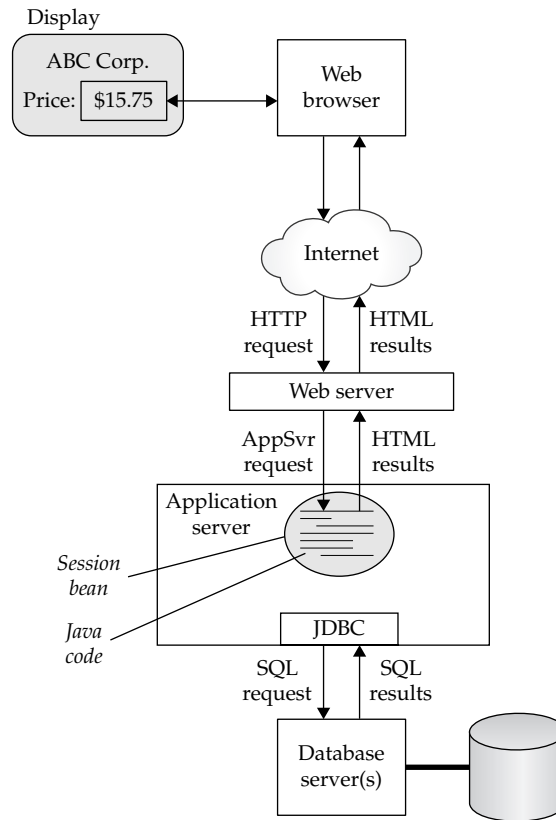 Display
ABC Corp.
Price: $15.75
Web
browser
Internet
HTTP
request
HTML
results
Web server
AppSvr
request
HTML
results
Application
server
Session
bean
Java
code
JDBC
SQL
request
SQL
results
Database
server(s)